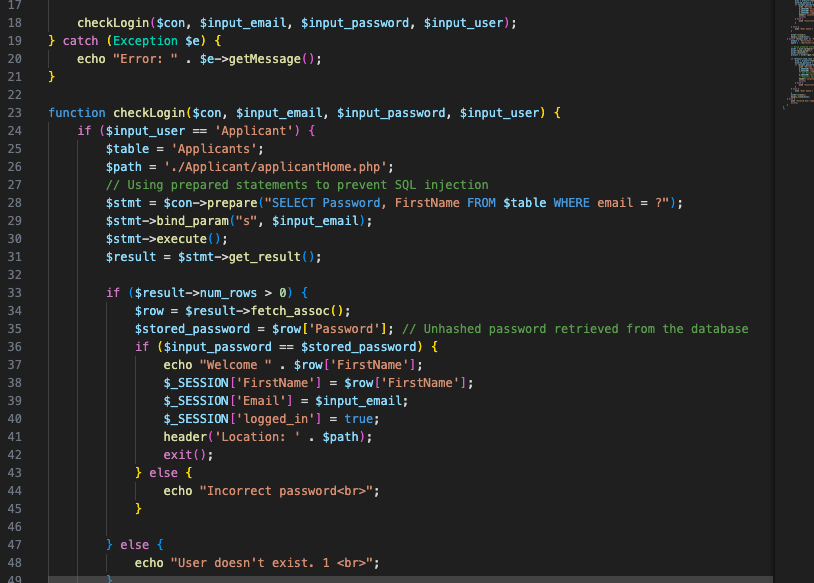 17
18 checkLogin($con, $input_email, $input_password, $input_user);
19 } catch (Exception $e) {
20 echo "Error: " . $e->getMessage();
21 }
22
23 function checkLogin($con, $input_email, $input_password, $input_user) {
24 if ($input_user == 'Applicant') {
25 $table = 'Applicants';
26 $path = './Applicant/applicantHome.php';
27 // Using prepared statements to prevent SQL injection
28 $stmt = $con->prepare("SELECT Password, FirstName FROM $table WHERE email = ?");
29 $stmt->bind_param("s", $input_email);
30 $stmt->execute();
31 $result = $stmt->get_result();
32
33 if ($result->num_rows > 0) {
34 $row = $result->fetch_assoc();
35 $stored_password = $row['Password']; // Unhashed password retrieved from the database
36 if ($input_password == $stored_password) {
37 echo "Welcome " . $row['FirstName'];
38 $_SESSION['FirstName'] = $row['FirstName'];
39 $_SESSION['Email'] = $input_email;
40 $_SESSION['logged_in'] = true;
41 header('Location: ' . $path);
42 exit();
43 } else {
44 echo "Incorrect password<br>";
45 }
46
47 } else {
48 echo "User doesn't exist. 1 <br>";
49 }